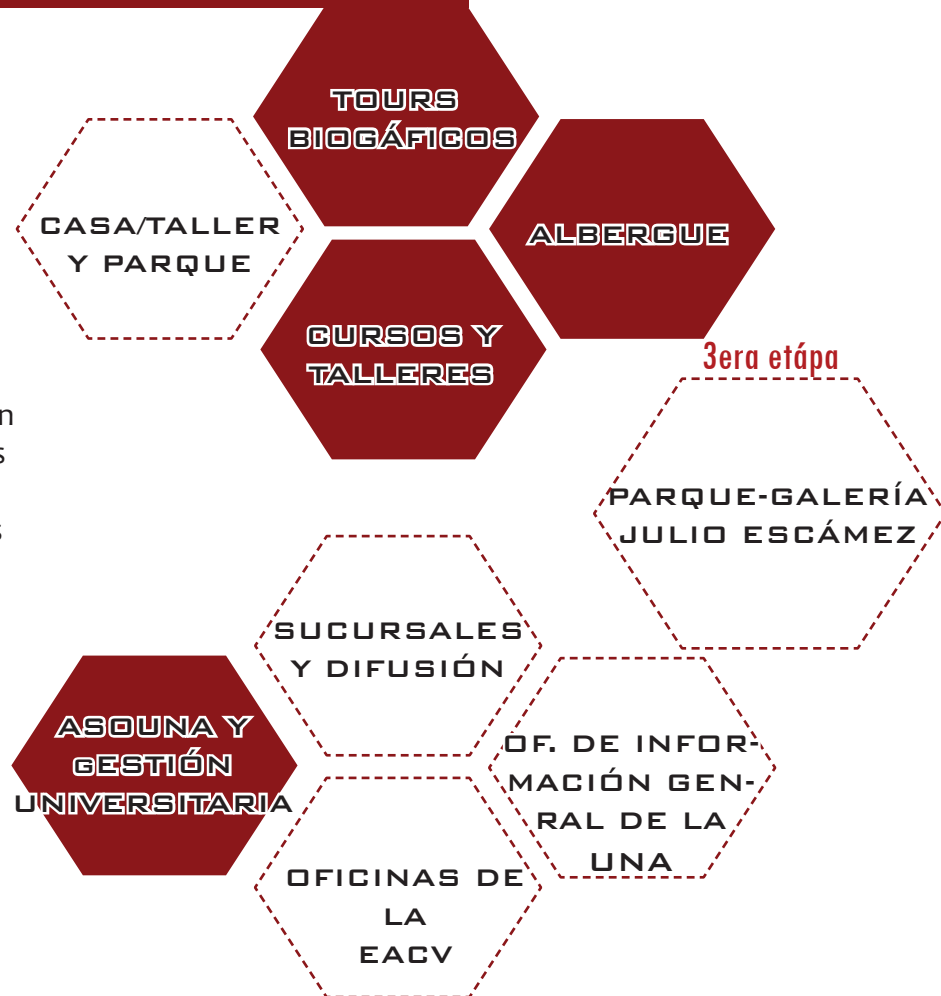 TOURS
BIOGÁFICOS
CASA/TALLER
Y PARQUE
ALBERGUE
CURSOS Y
TALLERES
3era etápa
n
s
s
PARQUE-GALERÍA
JULIO ESCÁMEZ
SUCURSALES
Y DIFUSIÓN
ASOUNA Y
GESTIÓN
UNIVERSITARIA
OF. DE INFOR-
MACIÓN GEN-
RAL DE LA
UNA
OFICINAS DE
LA
EACV